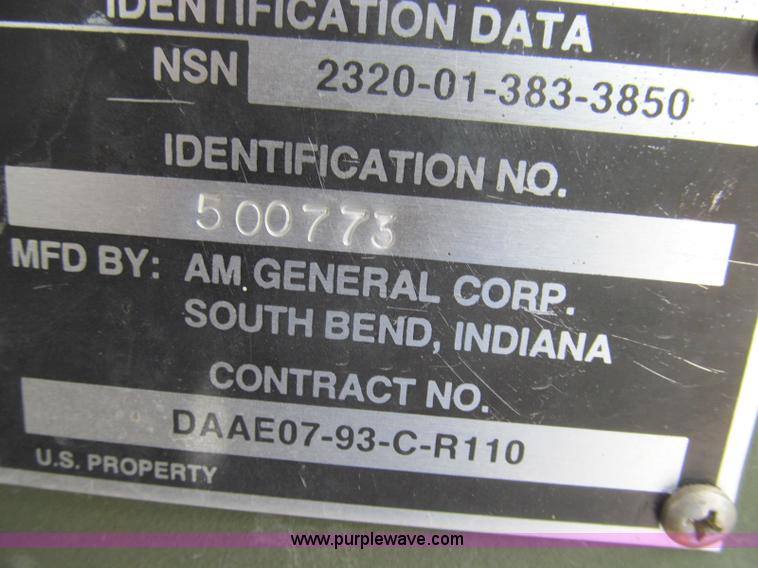 IDENTIFICATION DATA
NSN 2320-01-383-3850
IDENTIFICATION NO.
500773
MFD BY: AM GENERAL CORP.
SOUTH BEND, INDIANA
CONTRACT NO.
DAAE07-93-C-R110
U.S. PROPERTY
www.purplewave.com